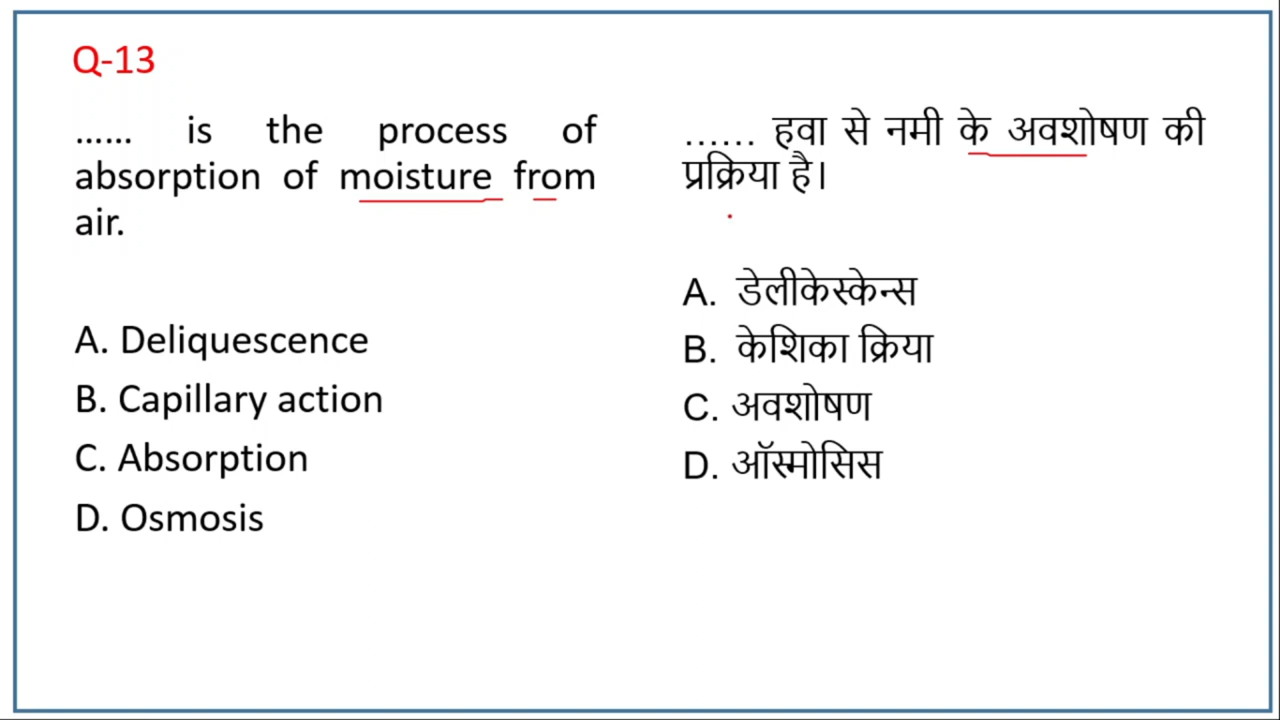 Q-13
...... is the process of
absorption of moisture from
air.
A. Deliquescence
B. Capillary action
C. Absorption
D. Osmosis
...... हवा से नमी के अवशोषण की
प्रक्रिया है।
A. डेलीकेस्केन्स
B. केशिका क्रिया
C. अवशोषण
D. ऑस्मोसिस